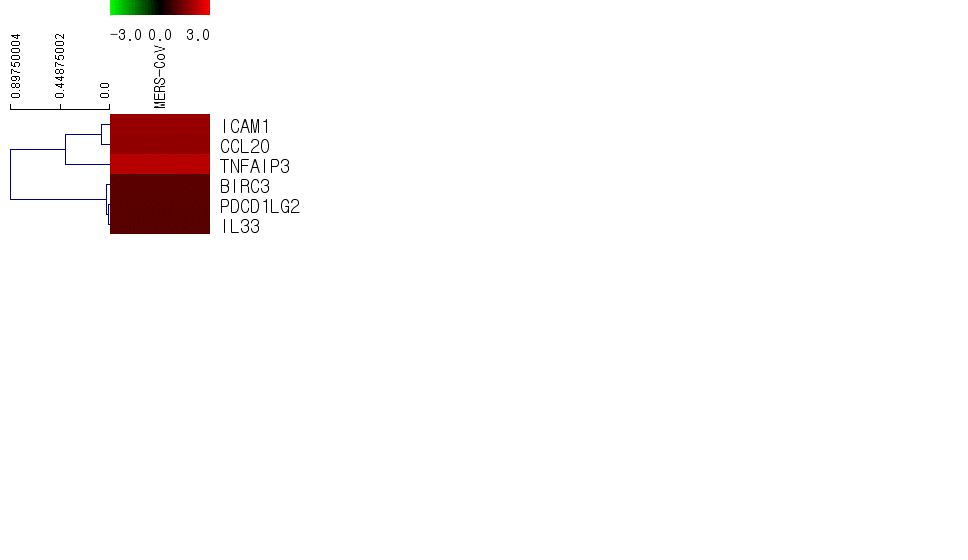 -3.0 0.0 3.0
0.89750004
0.44875002
0.0
MERS-CoV
ICAM1
CCL20
TNFAIP3
BIRC3
PDCD1LG2
IL33